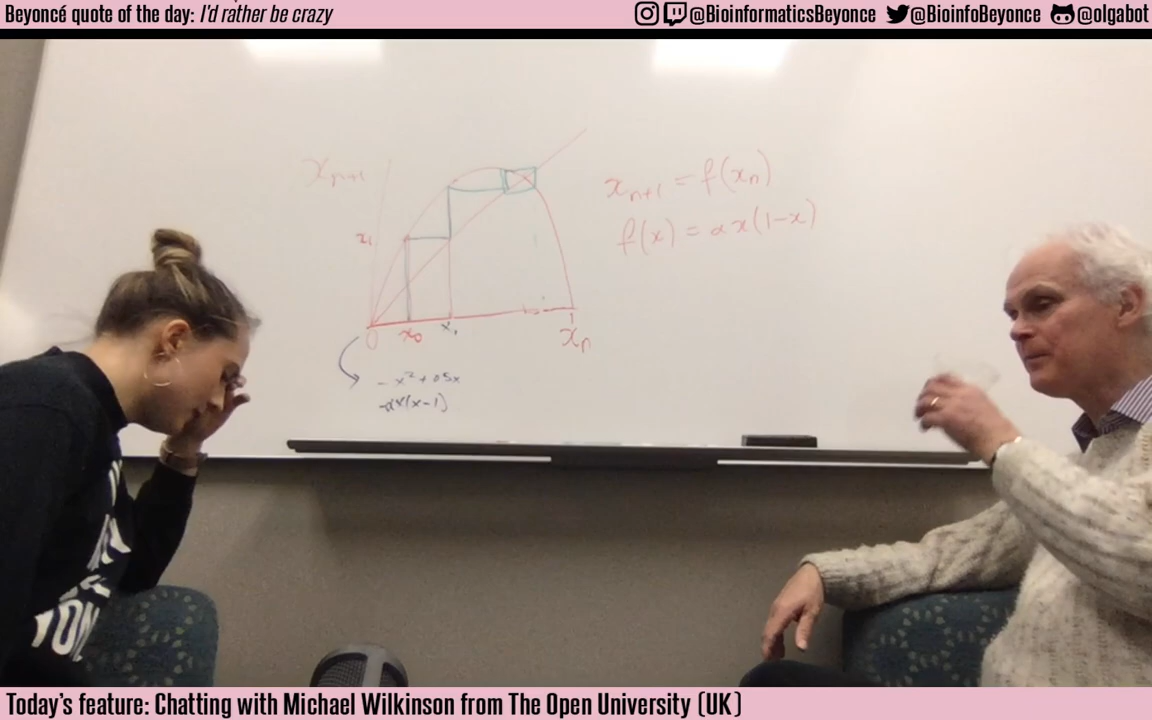 Beyoncé quote of the day: I'd rather be crazy
@BioinformaticsBeyonce @BioinfoBeyonce @olgabot
x_{n+1}
x_{n+1} = f(x_n)
f(x) = αx(1-x)
x_1
0 x_0 x_1 1
x_n
-x²+05x
-αx(x-1)
YON
Today's feature: Chatting with Michael Wilkinson from The Open University (UK)